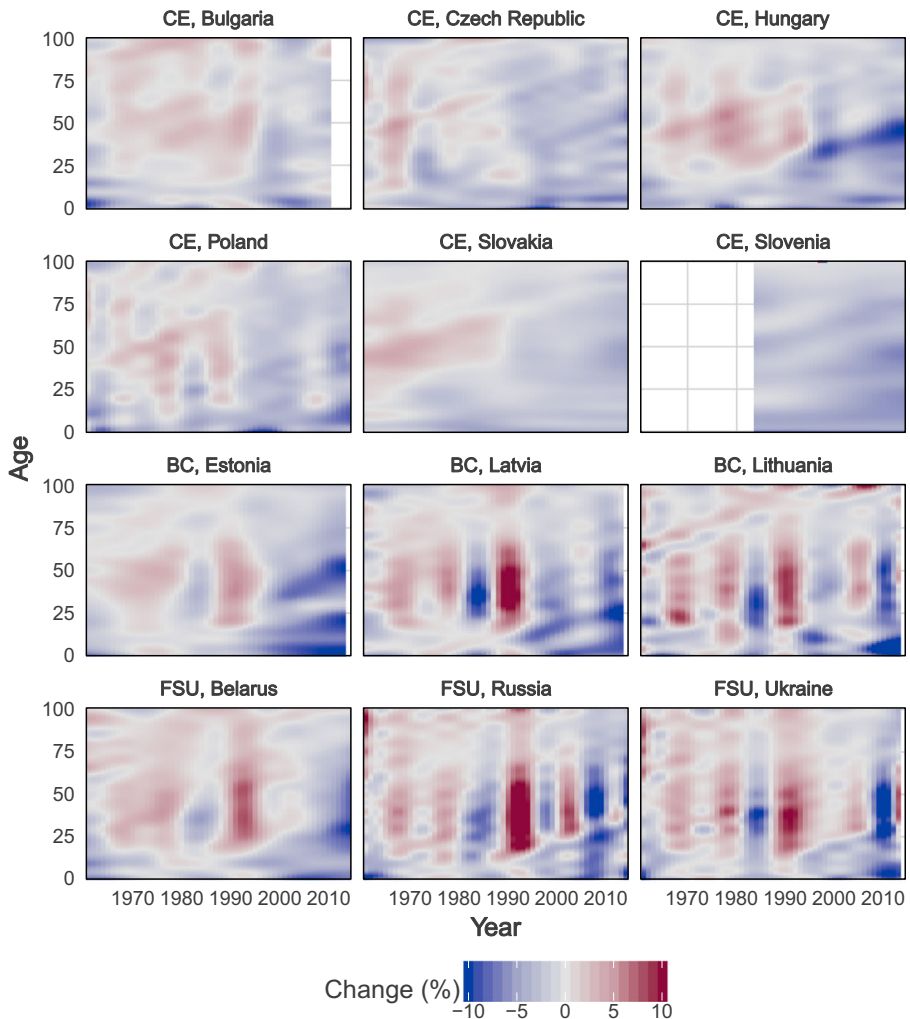 CE, Bulgaria CE, Czech Republic CE, Hungary
100
75
50
25
0
CE, Poland CE, Slovakia CE, Slovenia
100
75
50
25
0
Age
BC, Estonia BC, Latvia BC, Lithuania
100
75
50
25
0
FSU, Belarus FSU, Russia FSU, Ukraine
100
75
50
25
0
1970 1980 1990 2000 2010 1970 1980 1990 2000 2010 1970 1980 1990 2000 2010
Year
Change (%)
−10 −5 0 5 10